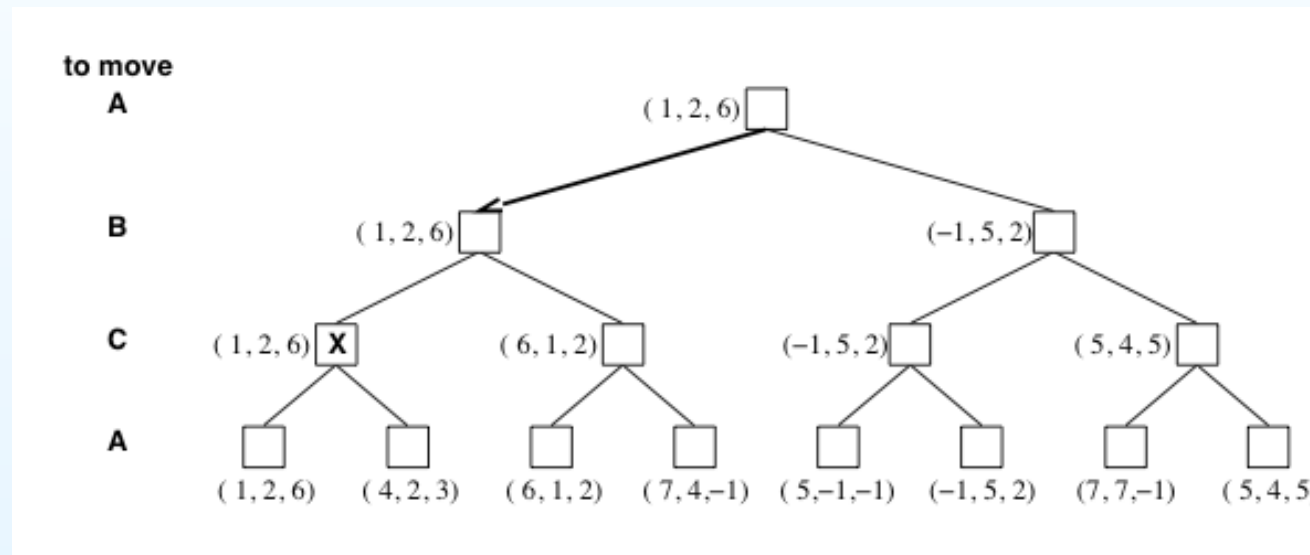 to move
A ( 1, 2, 6)
B ( 1, 2, 6) (−1, 5, 2)
C ( 1, 2, 6) X ( 6, 1, 2) (−1, 5, 2) ( 5, 4, 5)
A
( 1, 2, 6) ( 4, 2, 3) ( 6, 1, 2) ( 7, 4,−1) ( 5,−1,−1) (−1, 5, 2) (7, 7,−1) ( 5, 4, 5